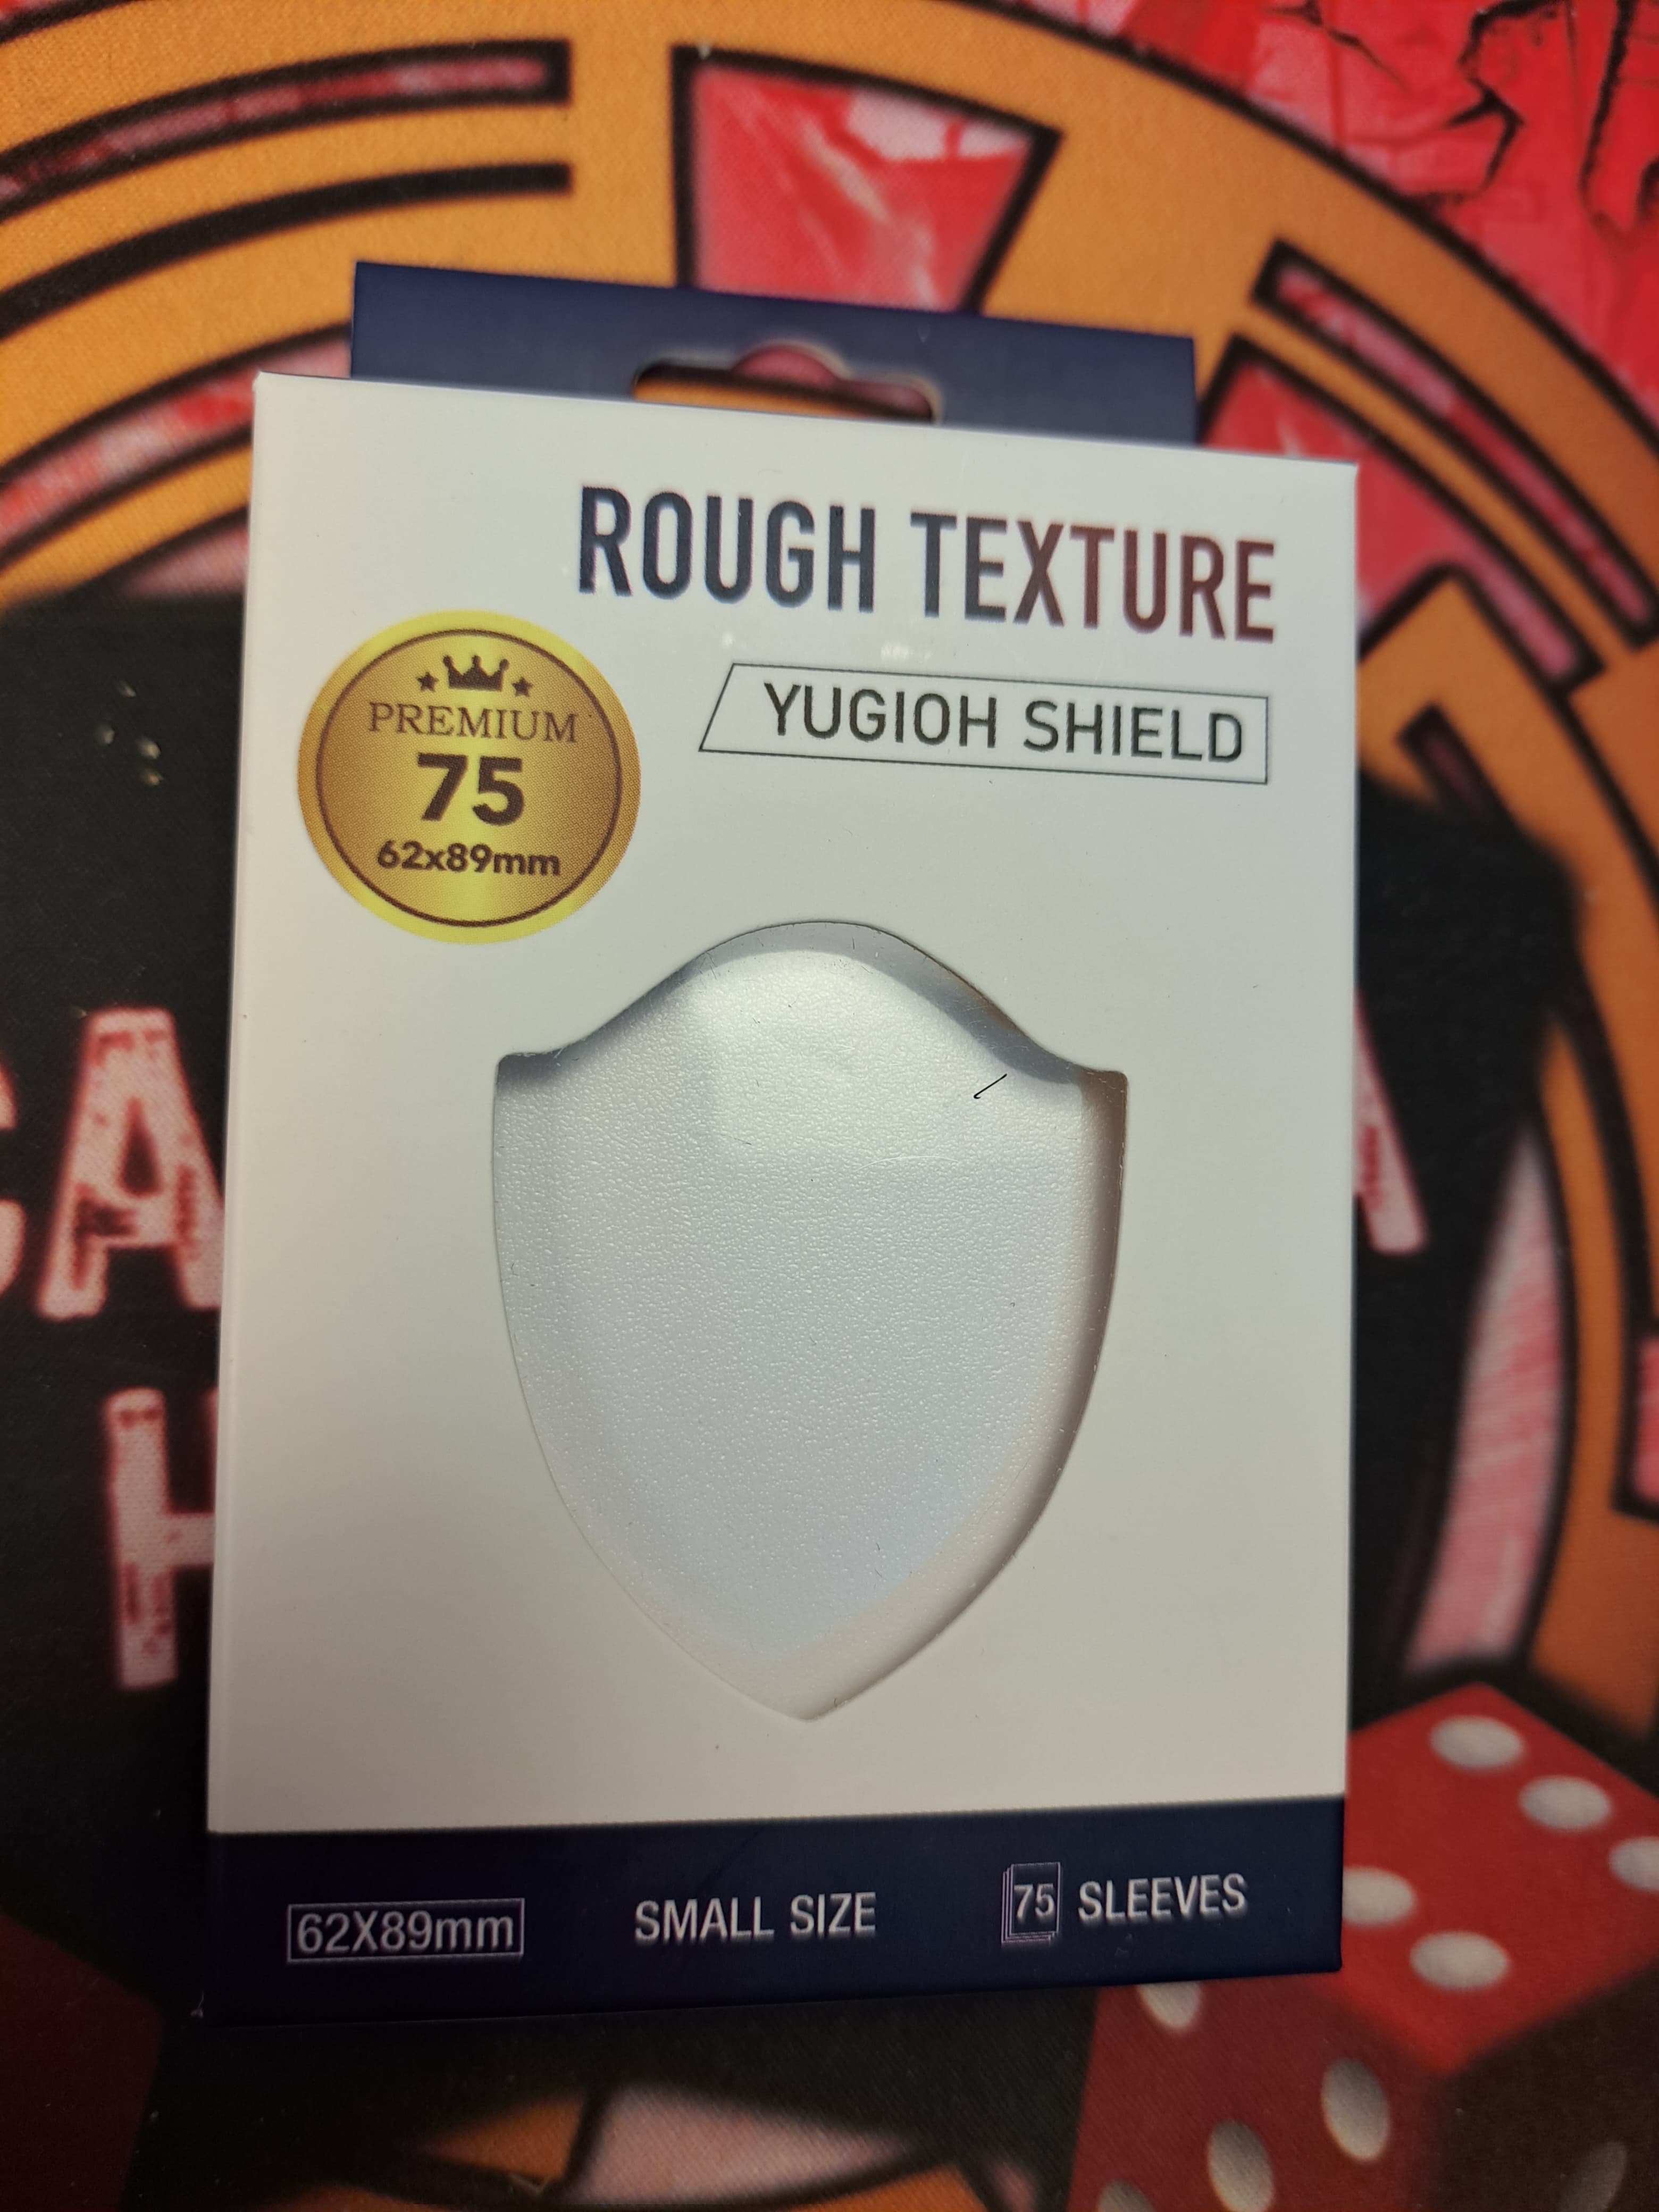 ROUGH TEXTURE
YUGIOH SHIELD
PREMIUM
75
62x89mm
62X89mm
SMALL SIZE
75 SLEEVES